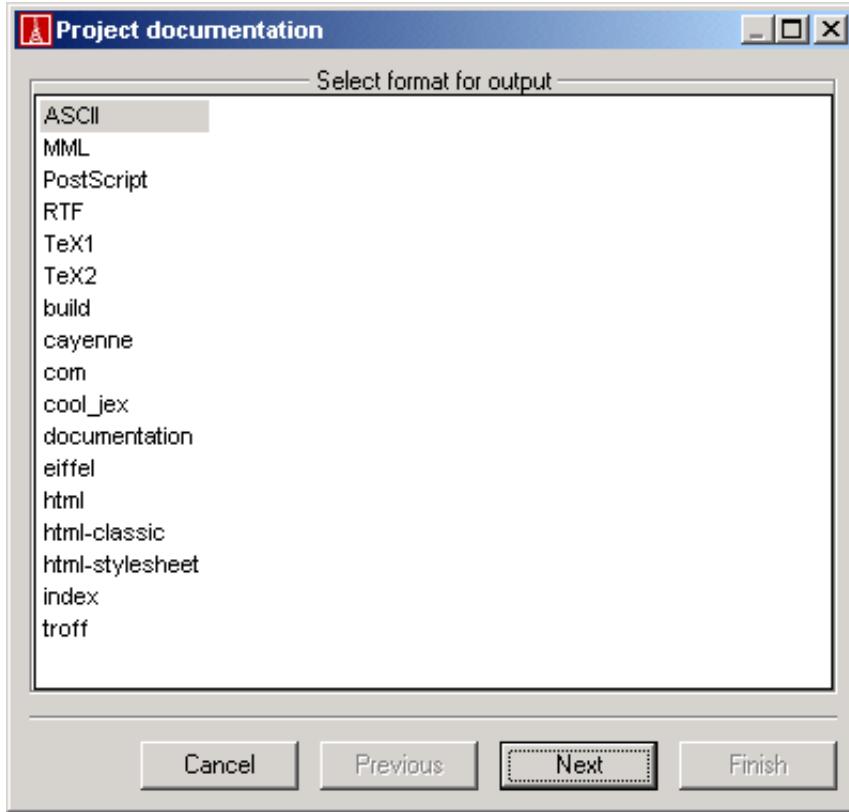 Project documentation
Select format for output
ASCII
MML
PostScript
RTF
TeX1
TeX2
build
cayenne
com
cool_jex
documentation
eiffel
html
html-classic
html-stylesheet
index
troff
Cancel Previous Next Finish